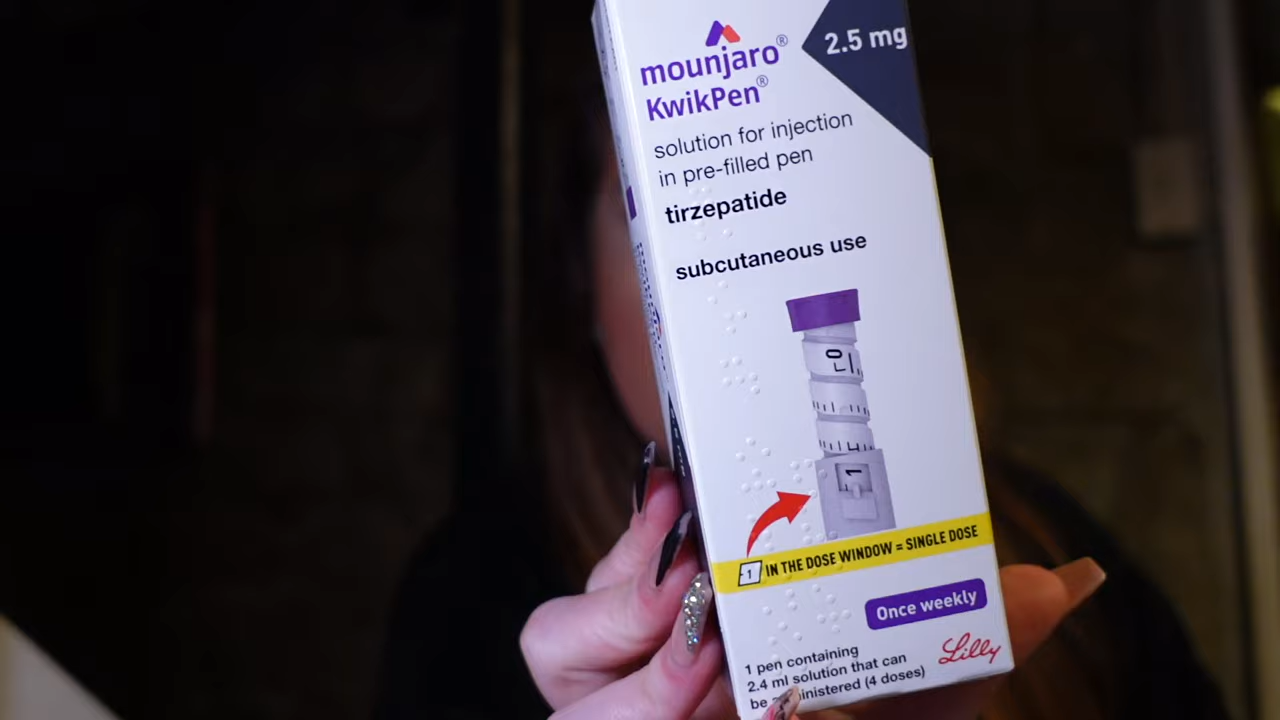 mounjaro®
KwikPen®
2.5 mg
solution for injection
in pre-filled pen
tirzepatide
subcutaneous use
0
1
1 IN THE DOSE WINDOW = SINGLE DOSE
Once weekly
Lilly
1 pen containing
2.4 ml solution that can
be administered (4 doses)